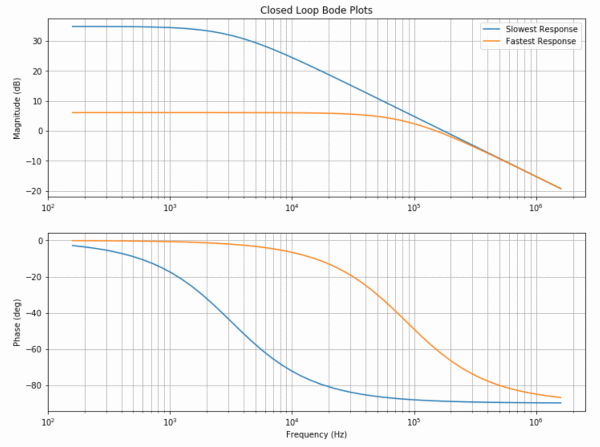 Closed Loop Bode Plots
Slowest Response
Fastest Response
Magnitude (dB)
30
20
10
0
−10
−20
10² 10³ 10⁴ 10⁵ 10⁶
Phase (deg)
0
−20
−40
−60
−80
10² 10³ 10⁴ 10⁵ 10⁶
Frequency (Hz)